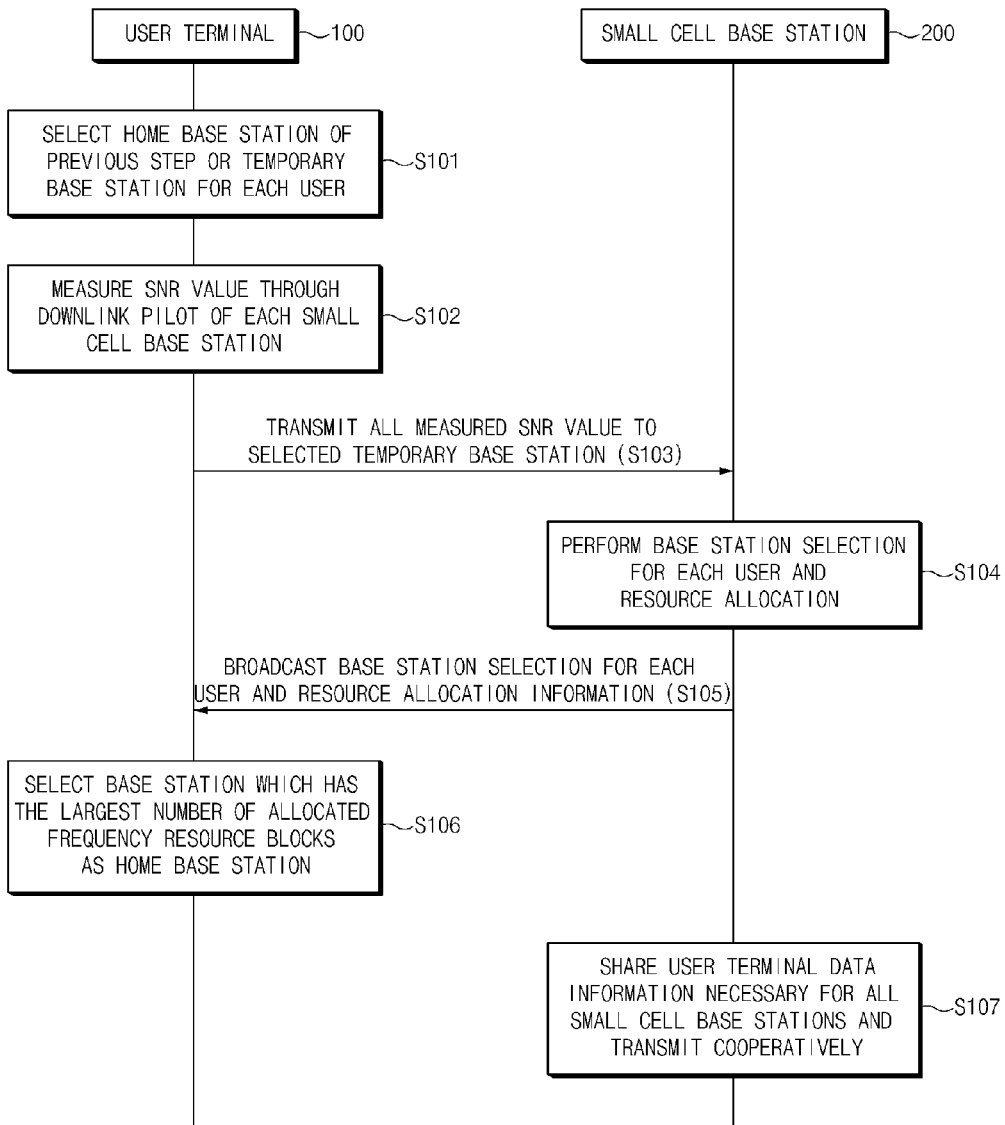 USER TERMINAL
100
SMALL CELL BASE STATION
200
SELECT HOME BASE STATION OF
PREVIOUS STEP OR TEMPORARY
BASE STATION FOR EACH USER
S101
MEASURE SNR VALUE THROUGH
DOWNLINK PILOT OF EACH SMALL
CELL BASE STATION
S102
TRANSMIT ALL MEASURED SNR VALUE TO
SELECTED TEMPORARY BASE STATION (S103)
PERFORM BASE STATION SELECTION
FOR EACH USER AND
RESOURCE ALLOCATION
S104
BROADCAST BASE STATION SELECTION FOR EACH
USER AND RESOURCE ALLOCATION INFORMATION (S105)
SELECT BASE STATION WHICH HAS
THE LARGEST NUMBER OF ALLOCATED
FREQUENCY RESOURCE BLOCKS
AS HOME BASE STATION
S106
SHARE USER TERMINAL DATA
INFORMATION NECESSARY FOR ALL
SMALL CELL BASE STATIONS AND
TRANSMIT COOPERATIVELY
S107